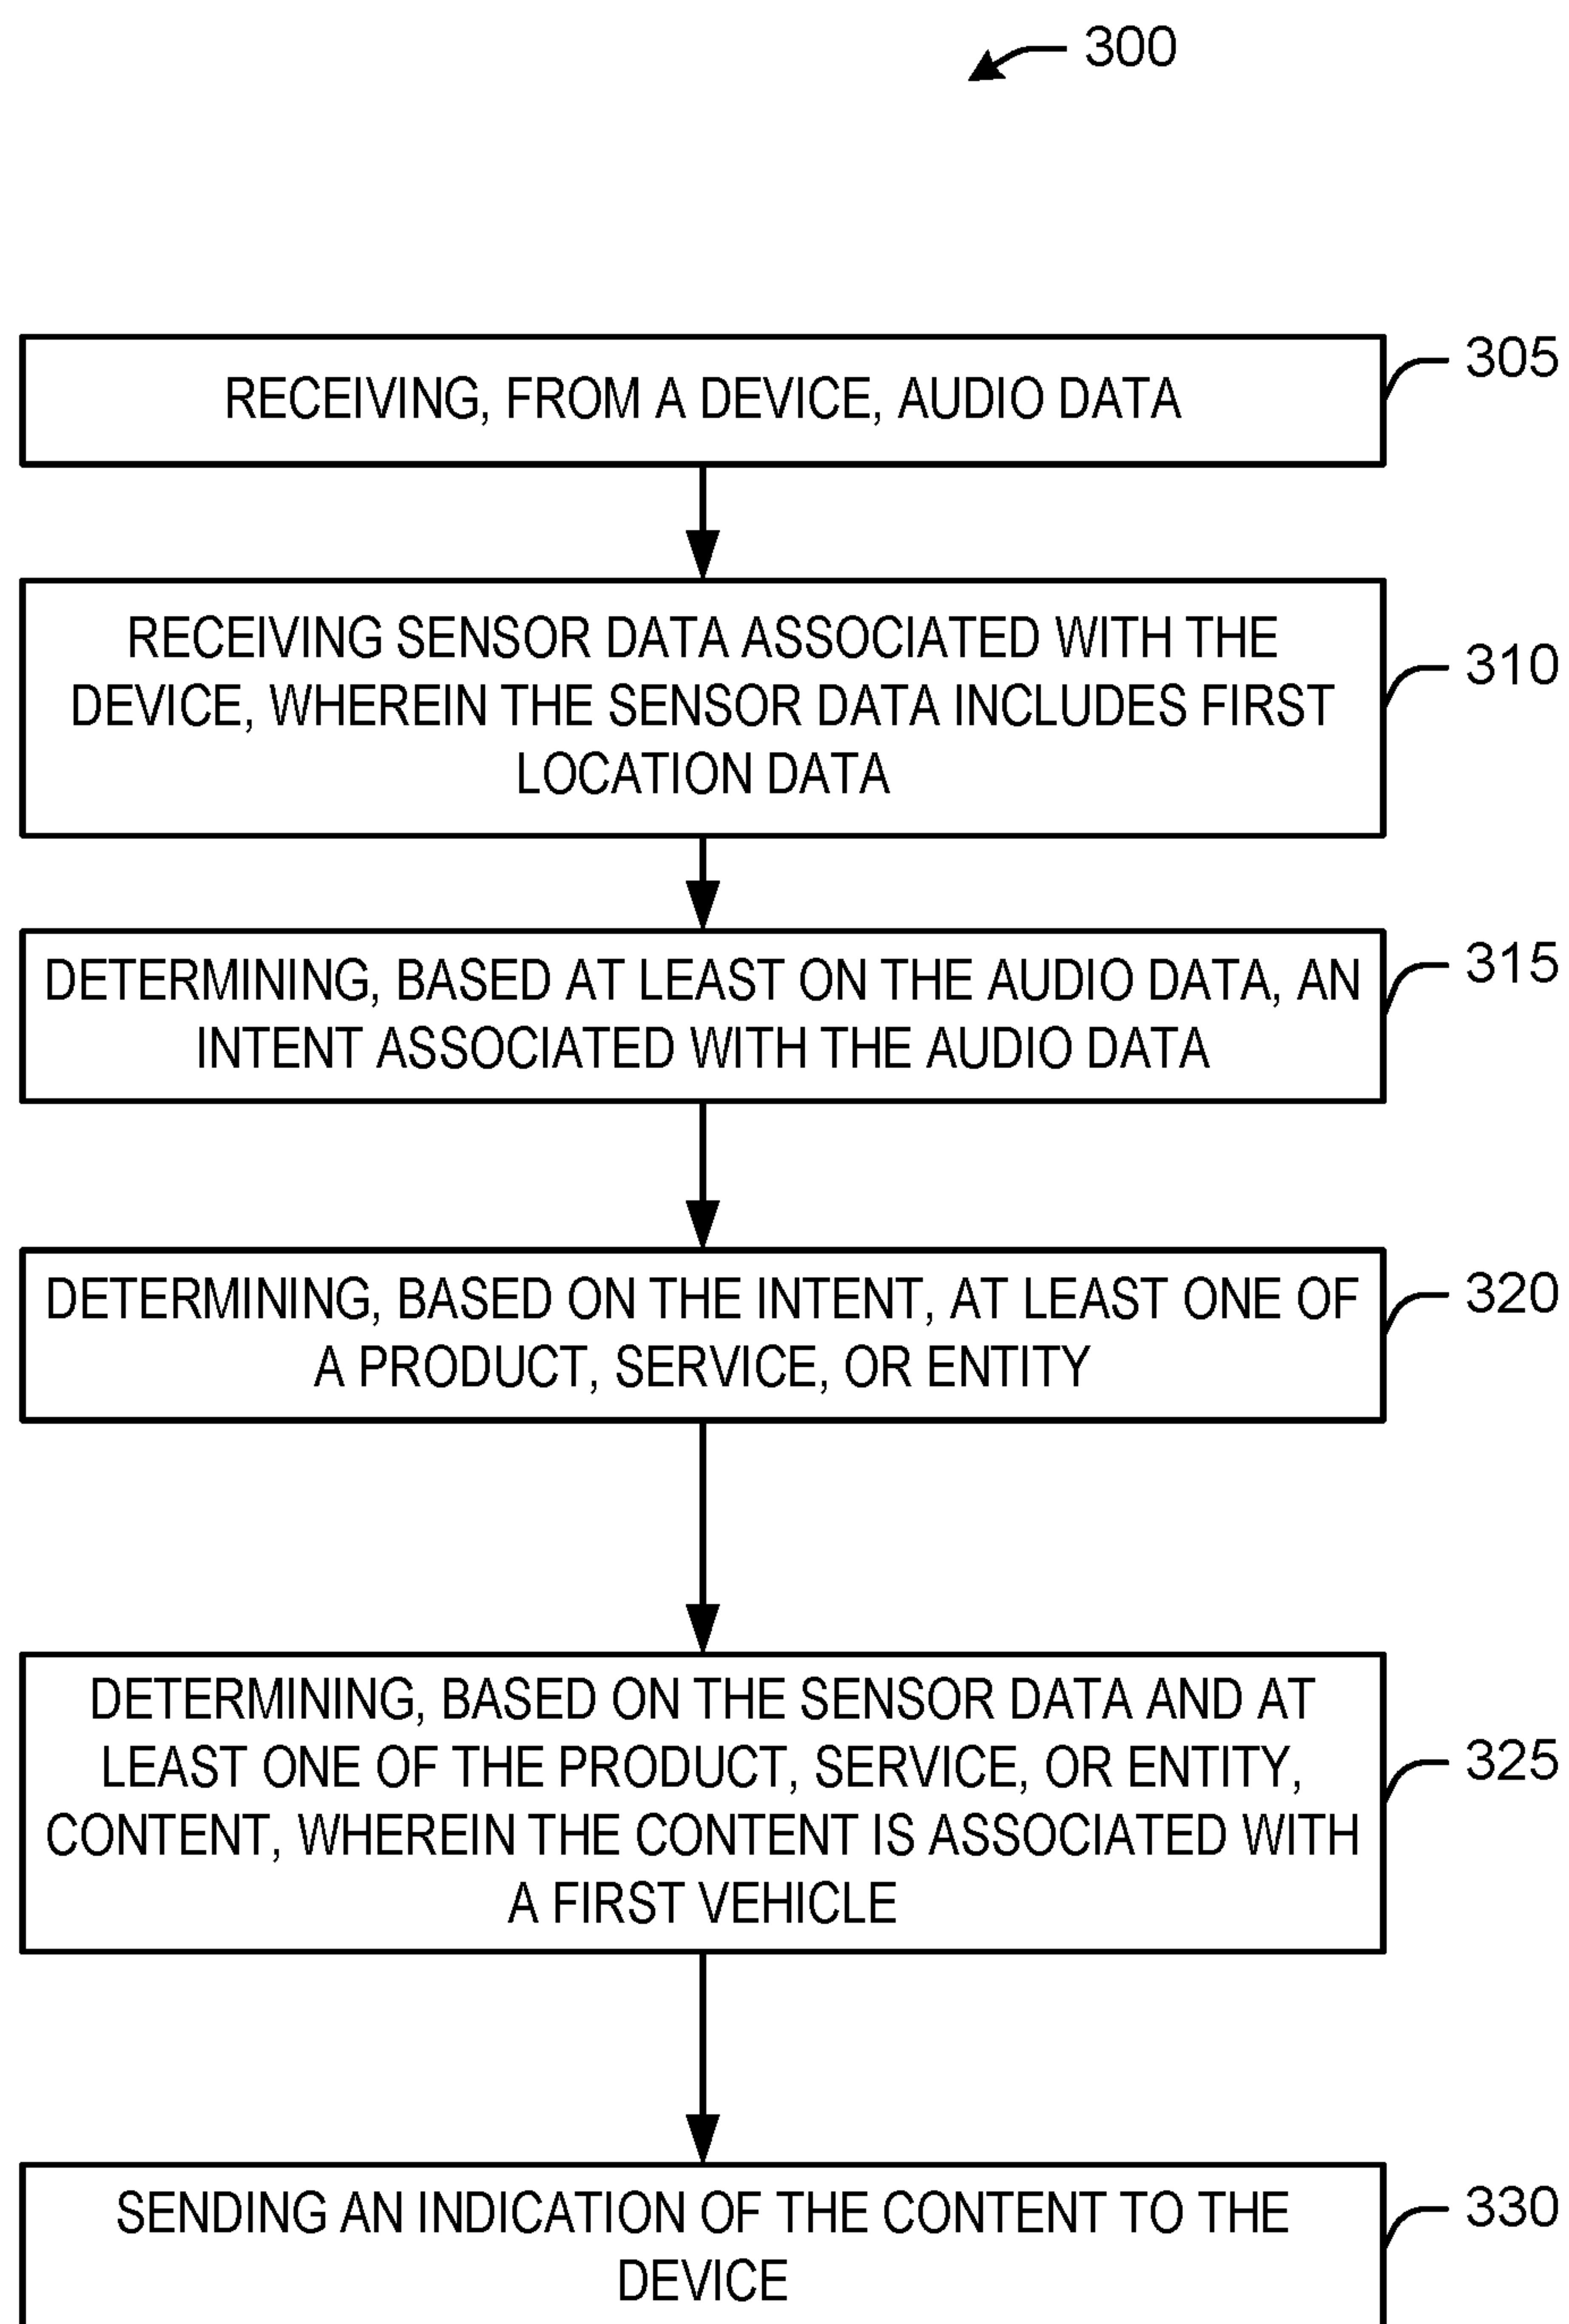 300
RECEIVING, FROM A DEVICE, AUDIO DATA
305
RECEIVING SENSOR DATA ASSOCIATED WITH THE
DEVICE, WHEREIN THE SENSOR DATA INCLUDES FIRST
LOCATION DATA
310
DETERMINING, BASED AT LEAST ON THE AUDIO DATA, AN
INTENT ASSOCIATED WITH THE AUDIO DATA
315
DETERMINING, BASED ON THE INTENT, AT LEAST ONE OF
A PRODUCT, SERVICE, OR ENTITY
320
DETERMINING, BASED ON THE SENSOR DATA AND AT
LEAST ONE OF THE PRODUCT, SERVICE, OR ENTITY,
CONTENT, WHEREIN THE CONTENT IS ASSOCIATED WITH
A FIRST VEHICLE
325
SENDING AN INDICATION OF THE CONTENT TO THE
DEVICE
330